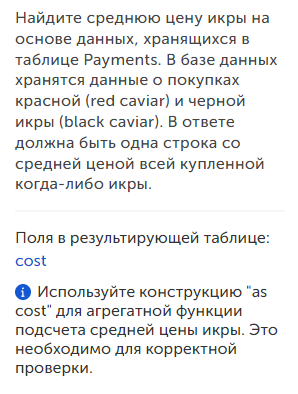 Найдите среднюю цену икры на
основе данных, хранящихся в
таблице Payments. В базе данных
хранятся данные о покупках
красной (red caviar) и черной
икры (black caviar). В ответе
должна быть одна строка со
средней ценой всей купленной
когда-либо икры.
Поля в результирующей таблице:
cost
Используйте конструкцию "as
cost" для агрегатной функции
подсчета средней цены икры. Это
необходимо для корректной
проверки.